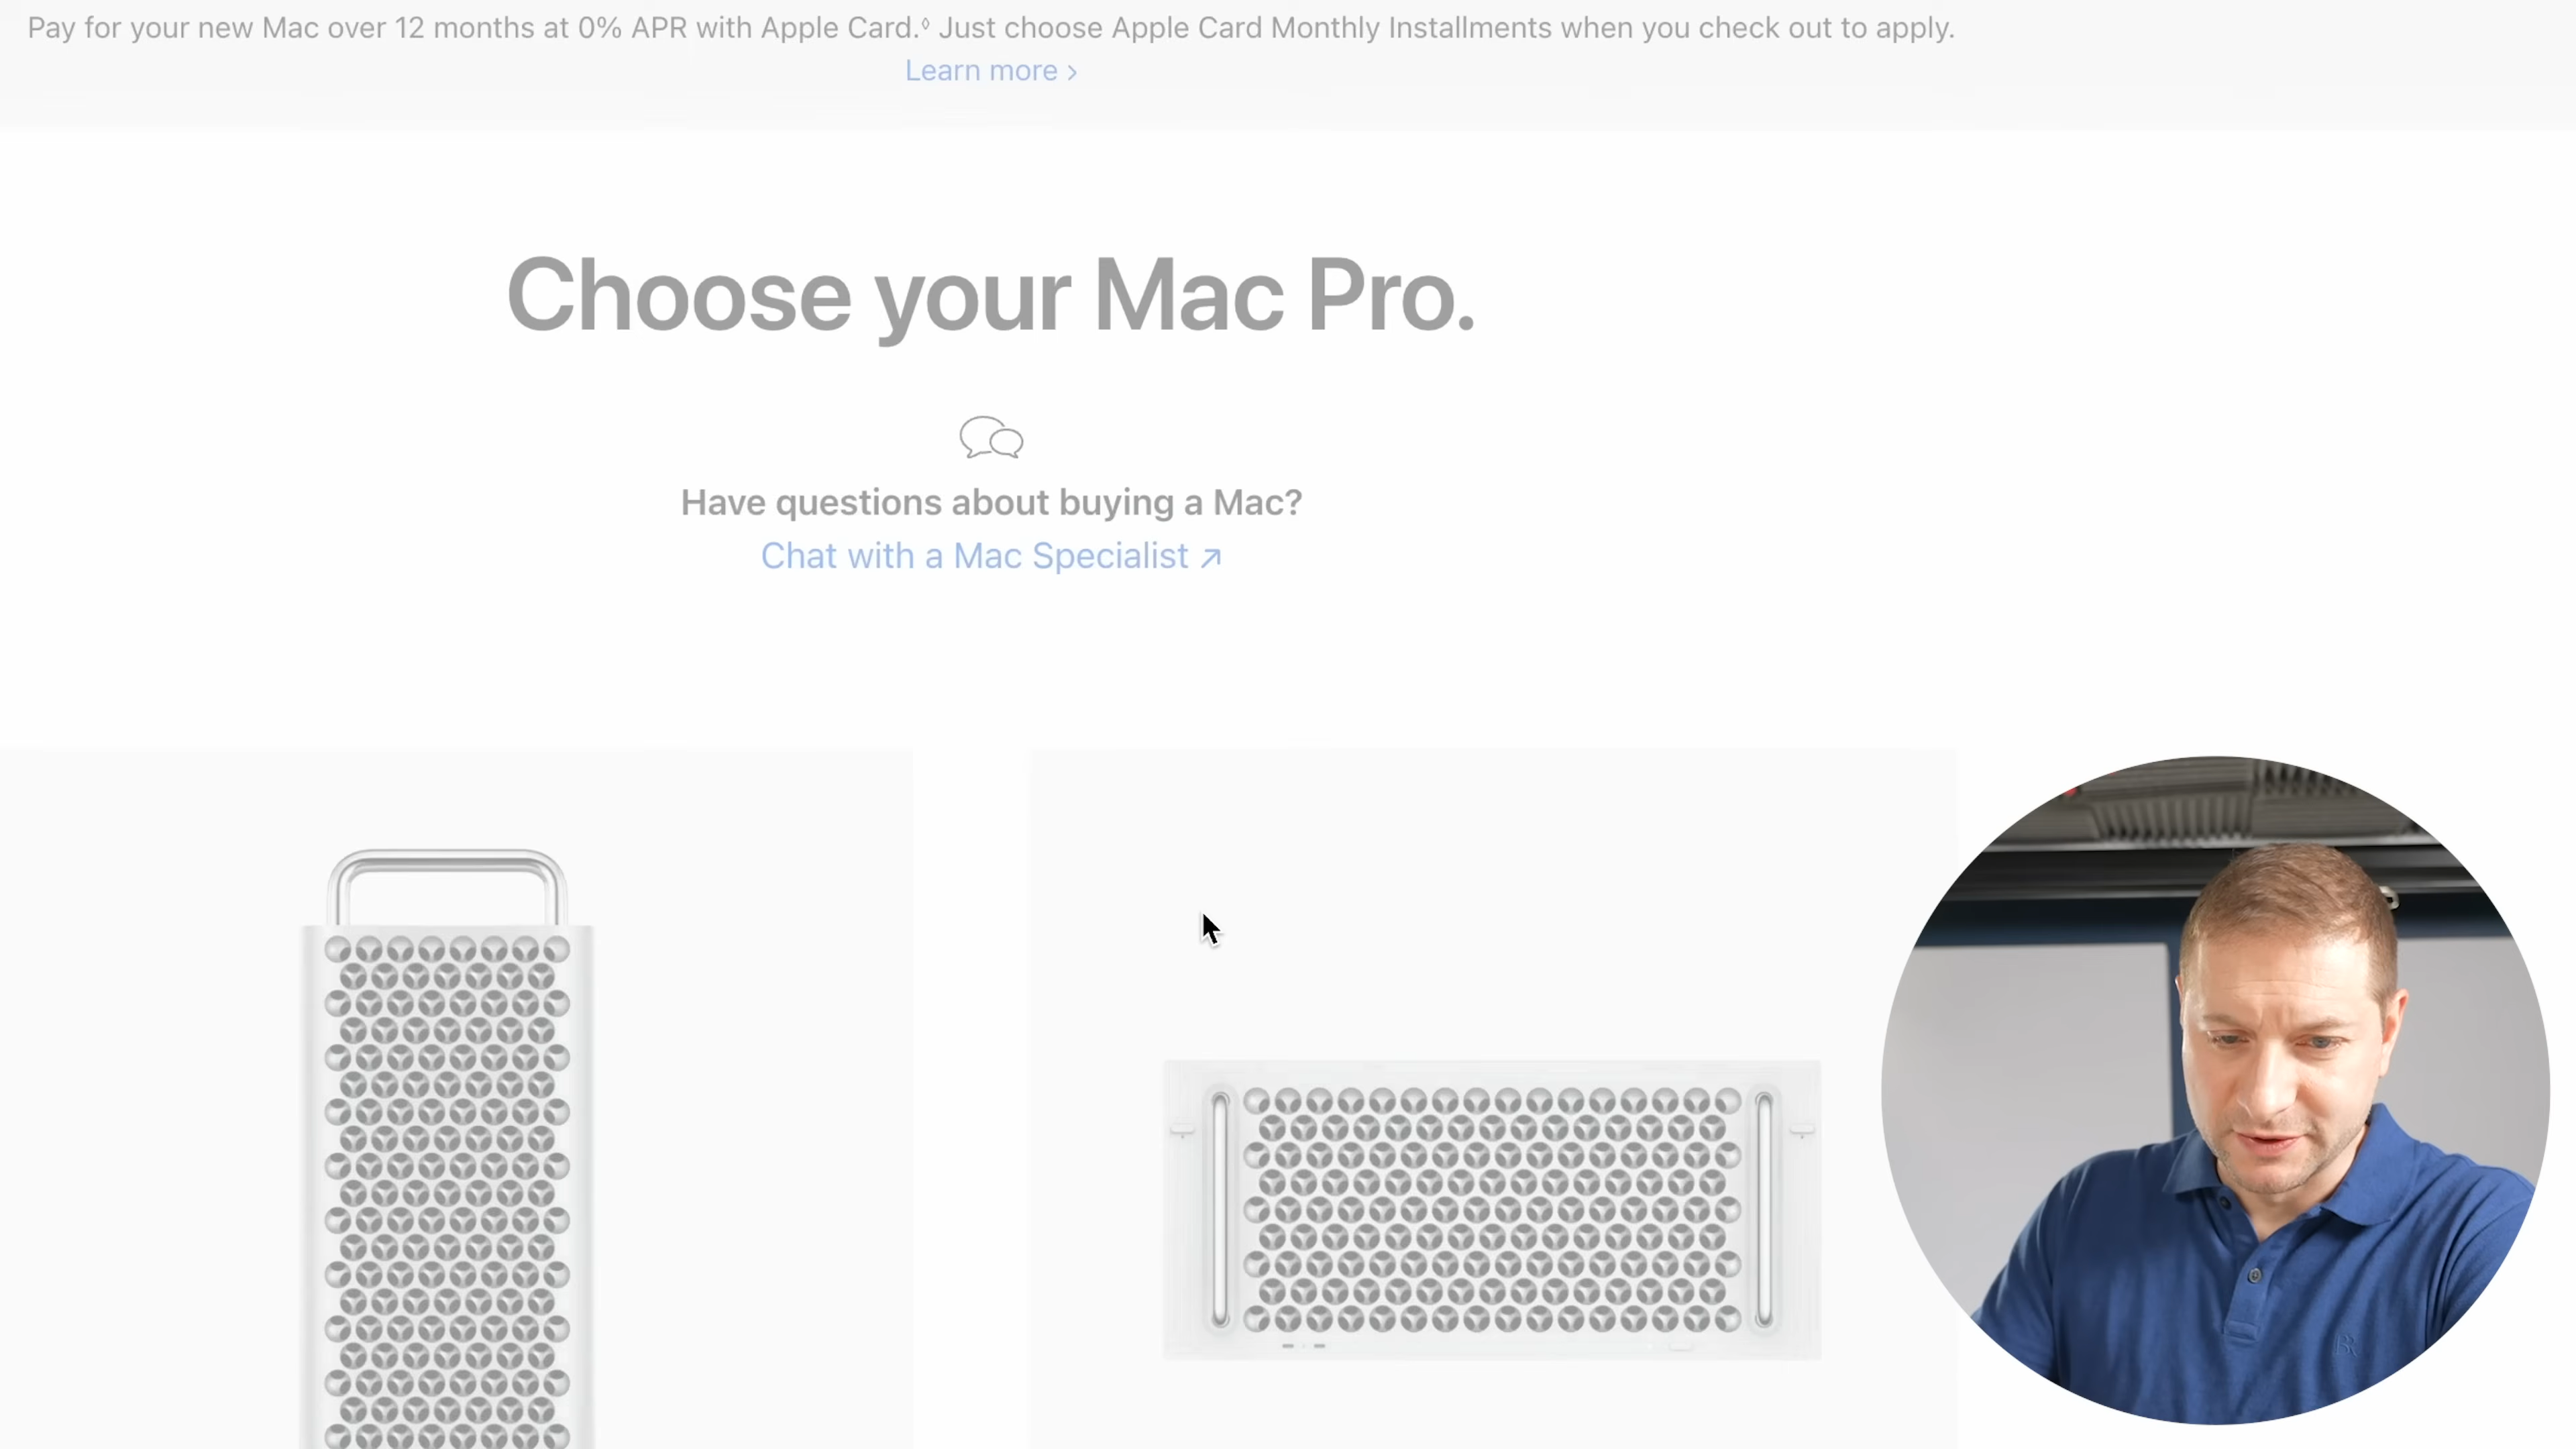 Pay for your new Mac over 12 months at 0% APR with Apple Card.◊ Just choose Apple Card Monthly Installments when you check out to apply.
Learn more >
Choose your Mac Pro.
Have questions about buying a Mac?
Chat with a Mac Specialist ↗